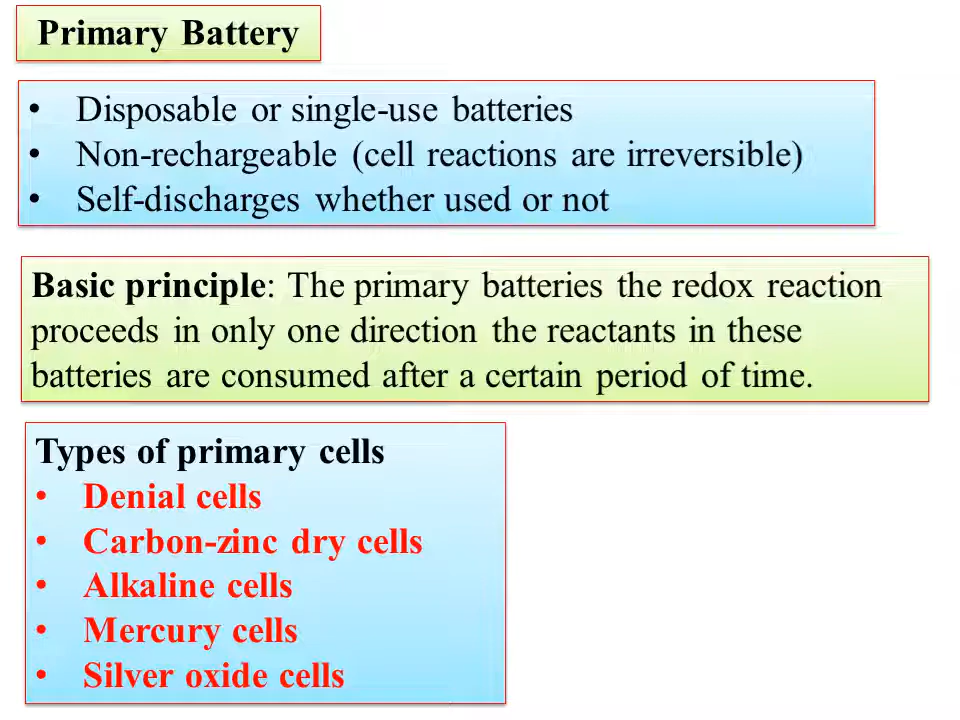 Primary Battery
• Disposable or single-use batteries
• Non-rechargeable (cell reactions are irreversible)
• Self-discharges whether used or not
Basic principle: The primary batteries the redox reaction
proceeds in only one direction the reactants in these
batteries are consumed after a certain period of time.
Types of primary cells
• Denial cells
• Carbon-zinc dry cells
• Alkaline cells
• Mercury cells
• Silver oxide cells